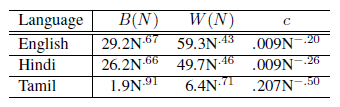 Language B(N) W(N) c
English 29.2N.67 59.3N.43 .009N−.20
Hindi 26.2N.66 49.7N.46 .009N−.26
Tamil 1.9N.91 6.4N.71 .207N−.50